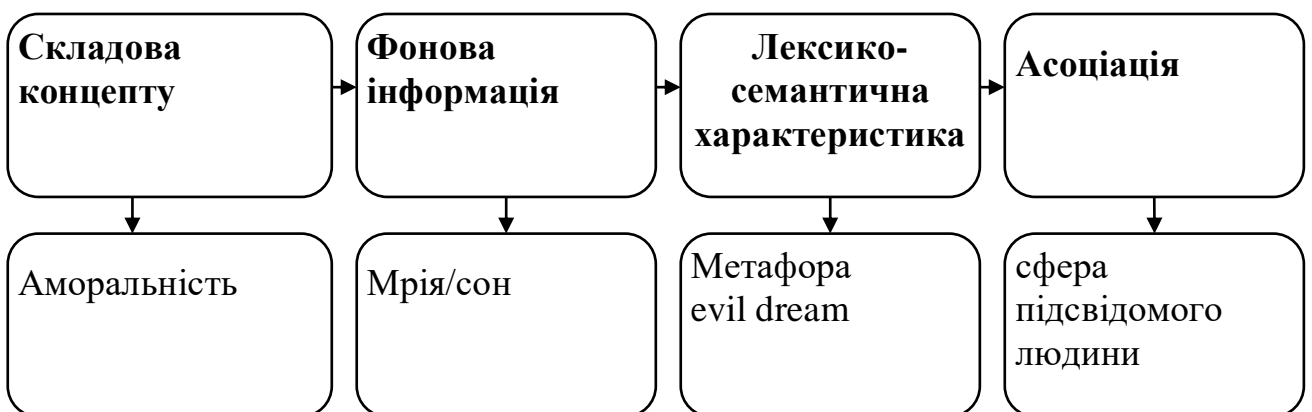 Складова
концепту
Фонова
інформація
Лексико-
семантична
характеристика
Асоціація
Аморальність
Мрія/сон
Метафора
evil dream
сфера
підсвідомого
людини